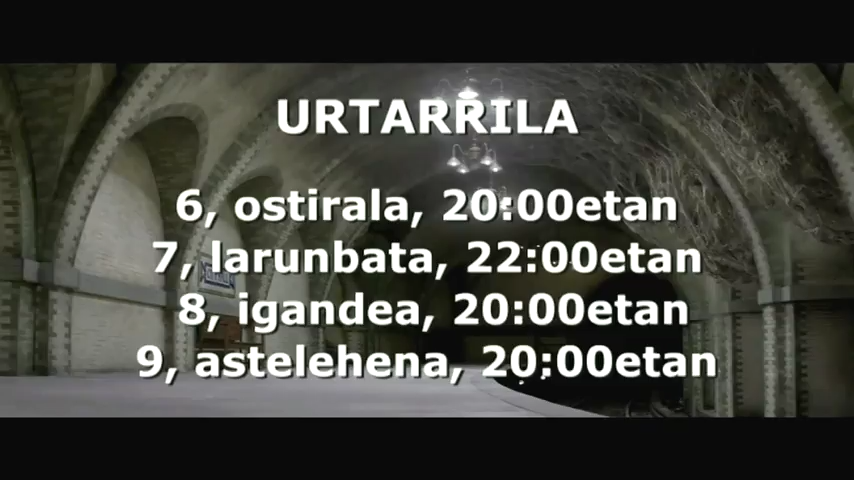 URTARRILA
6, ostirala, 20:00etan
7, larunbata, 22:00etan
8, igandea, 20:00etan
9, astelehena, 20:00etan